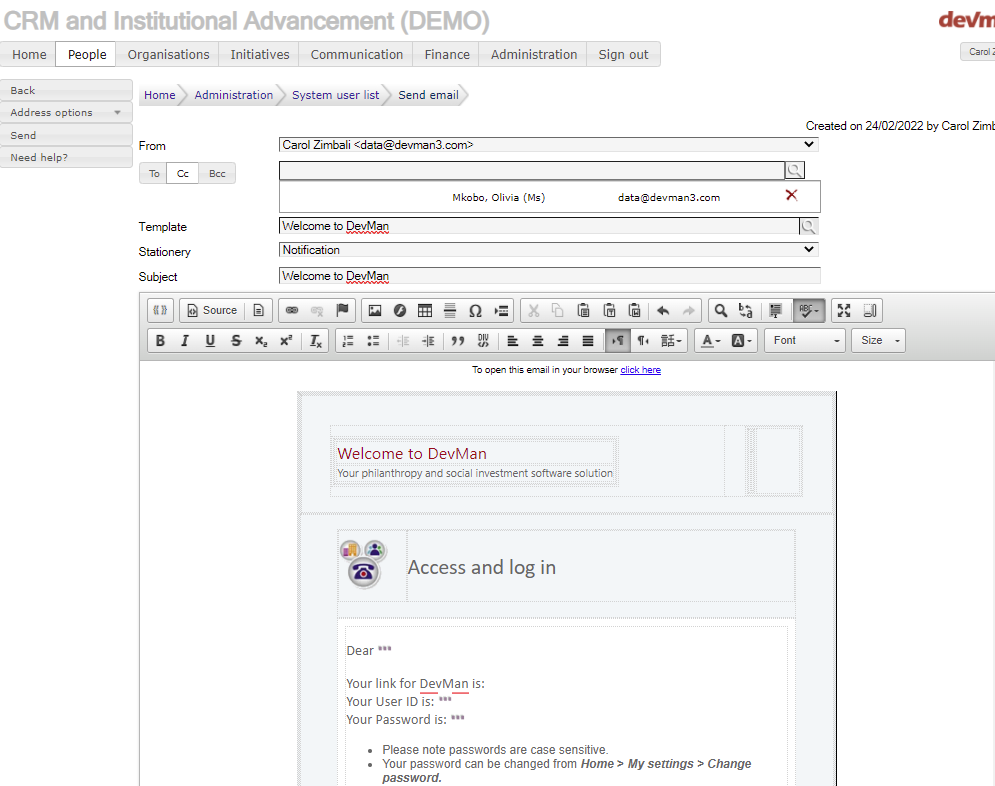 CRM and Institutional Advancement (DEMO)
devm
Home People Organisations Initiatives Communication Finance Administration Sign out
Carol Z
Back
Address options
Send
Need help?
Home Administration System user list Send email
Created on 24/02/2022 by Carol Zimb
From Carol Zimbali <data@devman3.com>
To Cc Bcc
Mkobo, Olivia (Ms) data@devman3.com
Template Welcome to DevMan
Stationery Notification
Subject Welcome to DevMan
Source
ABC
B I U S x₂ x² Tx
DIV
A A Font Size
To open this email in your browser click here
Welcome to DevMan
Your philanthropy and social investment software solution
Access and log in
Dear ***
Your link for DevMan is:
Your User ID is: ***
Your Password is: ***
• Please note passwords are case sensitive.
• Your password can be changed from Home > My settings > Change
password.